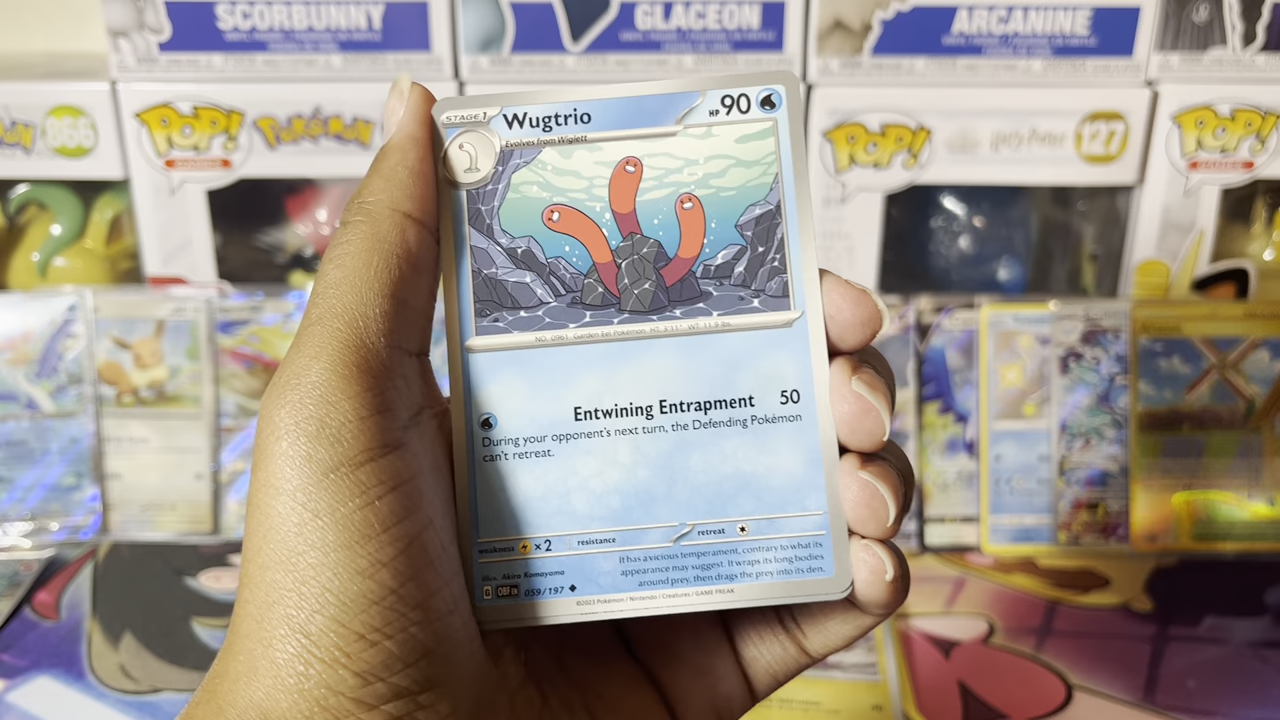 SCORBUNNY
GLACEON
ARCANINE
866
POP!
POKÉMON
POP!
Harry Potter
127
POP!
STAGE 1
Wugtrio
HP 90
Evolves from Wiglett
NO. 0961 Garden Eel Pokémon HT: 3'11" WT: 11.9 lbs.
Entwining Entrapment 50
During your opponent's next turn, the Defending Pokémon
can't retreat.
weakness ×2 resistance retreat
It has a vicious temperament, contrary to what its
appearance may suggest. It wraps its long bodies
around prey, then drags the prey into its den.
illus. Akira Komayama
G OBF EN 059/197
©2023 Pokémon / Nintendo / Creatures / GAME FREAK